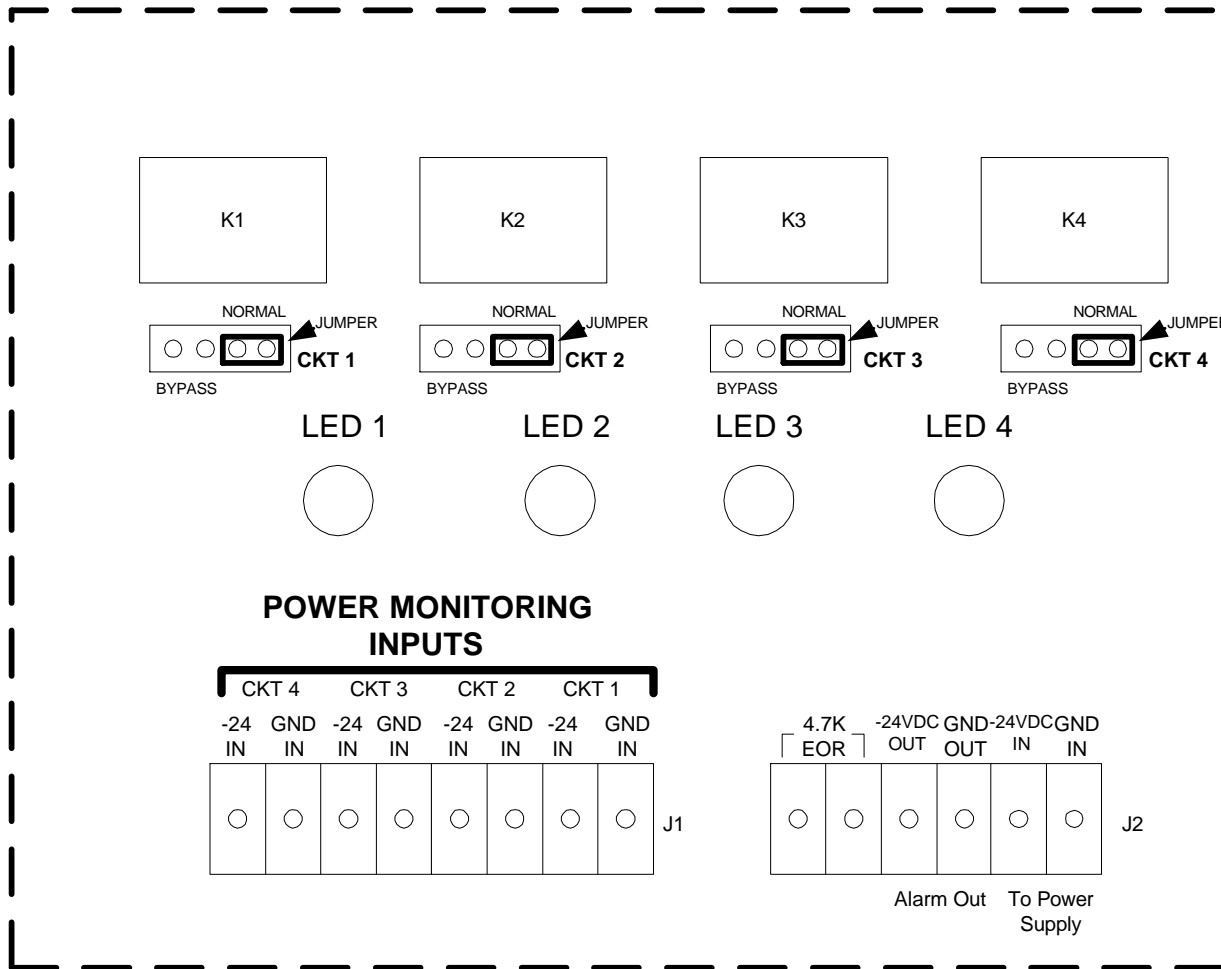 K1 K2 K3 K4
NORMAL NORMAL NORMAL NORMAL
JUMPER JUMPER JUMPER JUMPER
CKT 1 CKT 2 CKT 3 CKT 4
BYPASS BYPASS BYPASS BYPASS
LED 1 LED 2 LED 3 LED 4
POWER MONITORING
INPUTS
CKT 4 CKT 3 CKT 2 CKT 1
-24 GND -24 GND -24 GND -24 GND
IN IN IN IN IN IN IN IN
J1
4.7K -24VDC GND -24VDC GND
EOR OUT OUT IN IN
J2
Alarm Out To Power
Supply